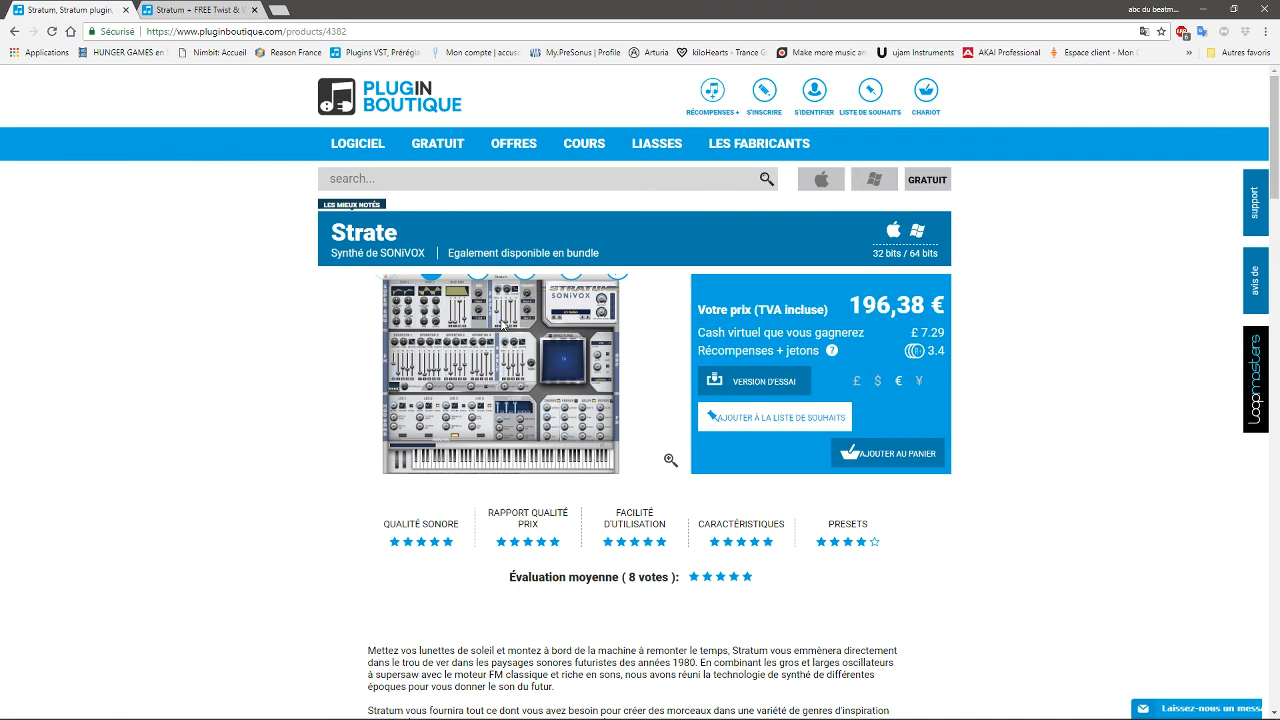 Stratum, Stratum plugin,
Stratum + FREE Twist & W
abc du beatm...
Sécurisé
https://www.pluginboutique.com/products/4382
Applications
HUNGER GAMES en S
Nimbit: Accueil
Reason France
Plugins VST, Prérégla
Mon compte | accus
My.PreSonus | Profile
Arturia
kiloHearts - Trance G
Make more music an
ujam Instruments
AKAI Professional
Espace client - Mon C
»
Autres favoris
PLUGIN
BOUTIQUE
RÉCOMPENSES +
S'INSCRIRE
S'IDENTIFIER
LISTE DE SOUHAITS
CHARIOT
LOGICIEL
GRATUIT
OFFRES
COURS
LIASSES
LES FABRICANTS
search...
GRATUIT
LES MIEUX NOTÉS
Strate
Synthé de SONiVOX
Egalement disponible en bundle
32 bits / 64 bits
support
avis de
loopmasters
STRATUM
SONiVOX
Votre prix (TVA incluse)
196,38 €
Cash virtuel que vous gagnerez
£ 7.29
Récompenses + jetons ?
3.4
VERSION D'ESSAI
£ $ € ¥
AJOUTER À LA LISTE DE SOUHAITS
AJOUTER AU PANIER
QUALITÉ SONORE
RAPPORT QUALITÉ
PRIX
FACILITÉ
D'UTILISATION
CARACTÉRISTIQUES
PRESETS
Évaluation moyenne ( 8 votes ):
Mettez vos lunettes de soleil et montez à bord de la machine à remonter le temps, Stratum vous emmènera directement
dans le trou de ver dans les paysages sonores futuristes des années 1980. En combinant les gros et larges oscillateurs
à supersaw avec le moteur FM classique et riche en sons, nous avons réuni la technologie de synthé de différentes
époques pour vous donner le son du futur.
Stratum vous fournira tout ce dont vous avez besoin pour créer des morceaux dans une variété de genres d'inspiration
Laissez-nous un mess